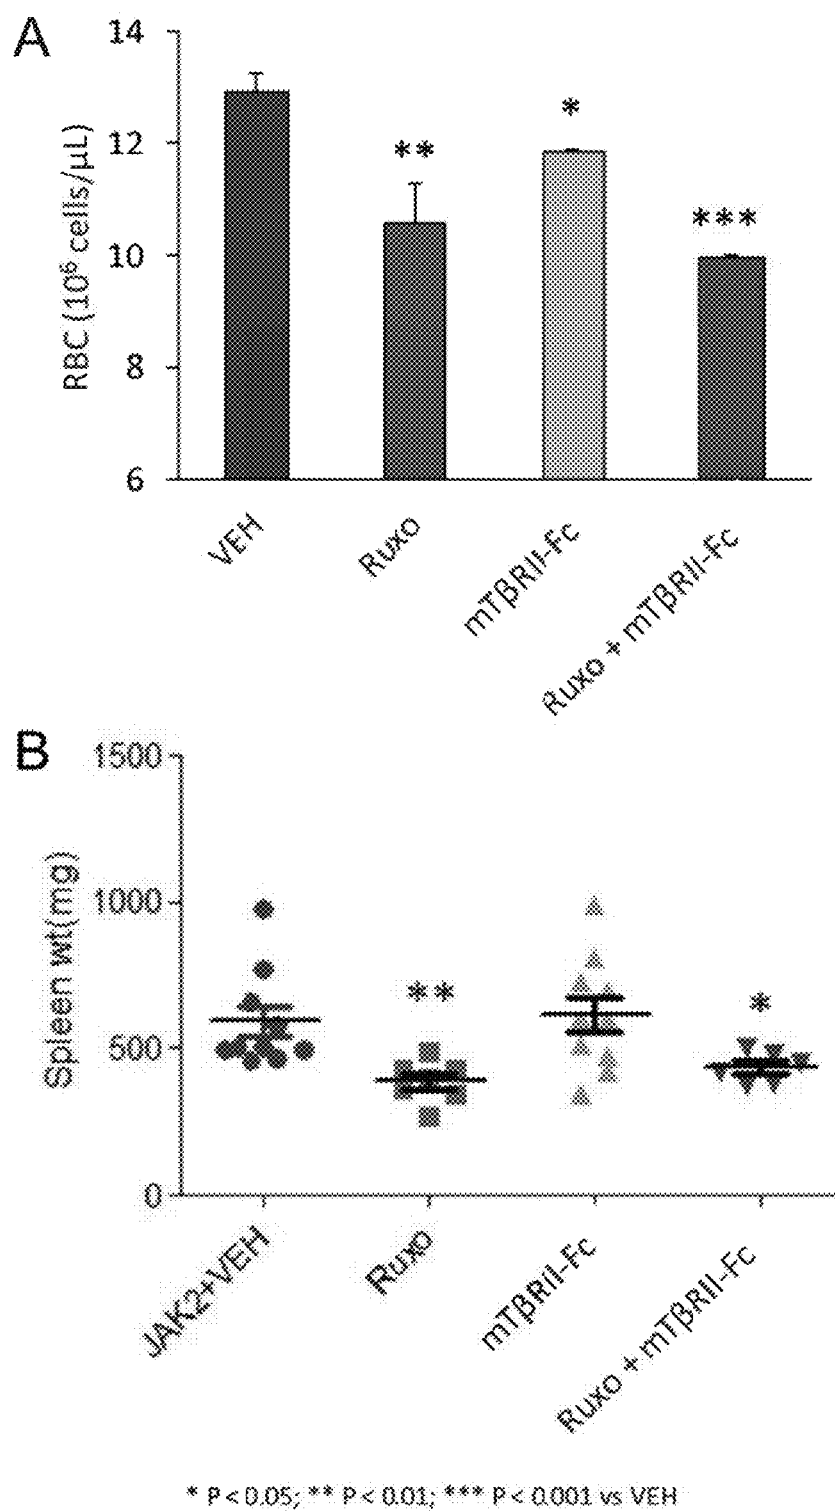 A
14
12
10
8
6
RBC (10⁶ cells/µL)
**
*
***
VEH
Ruxo
mTβRII-Fc
Ruxo + mTβRII-Fc
B
1500
1000
500
0
Spleen wt(mg)
**
*
JAK2+VEH
Ruxo
mTβRII-Fc
Ruxo + mTβRII-Fc
* P < 0.05; ** P < 0.01; *** P < 0.001 vs VEH